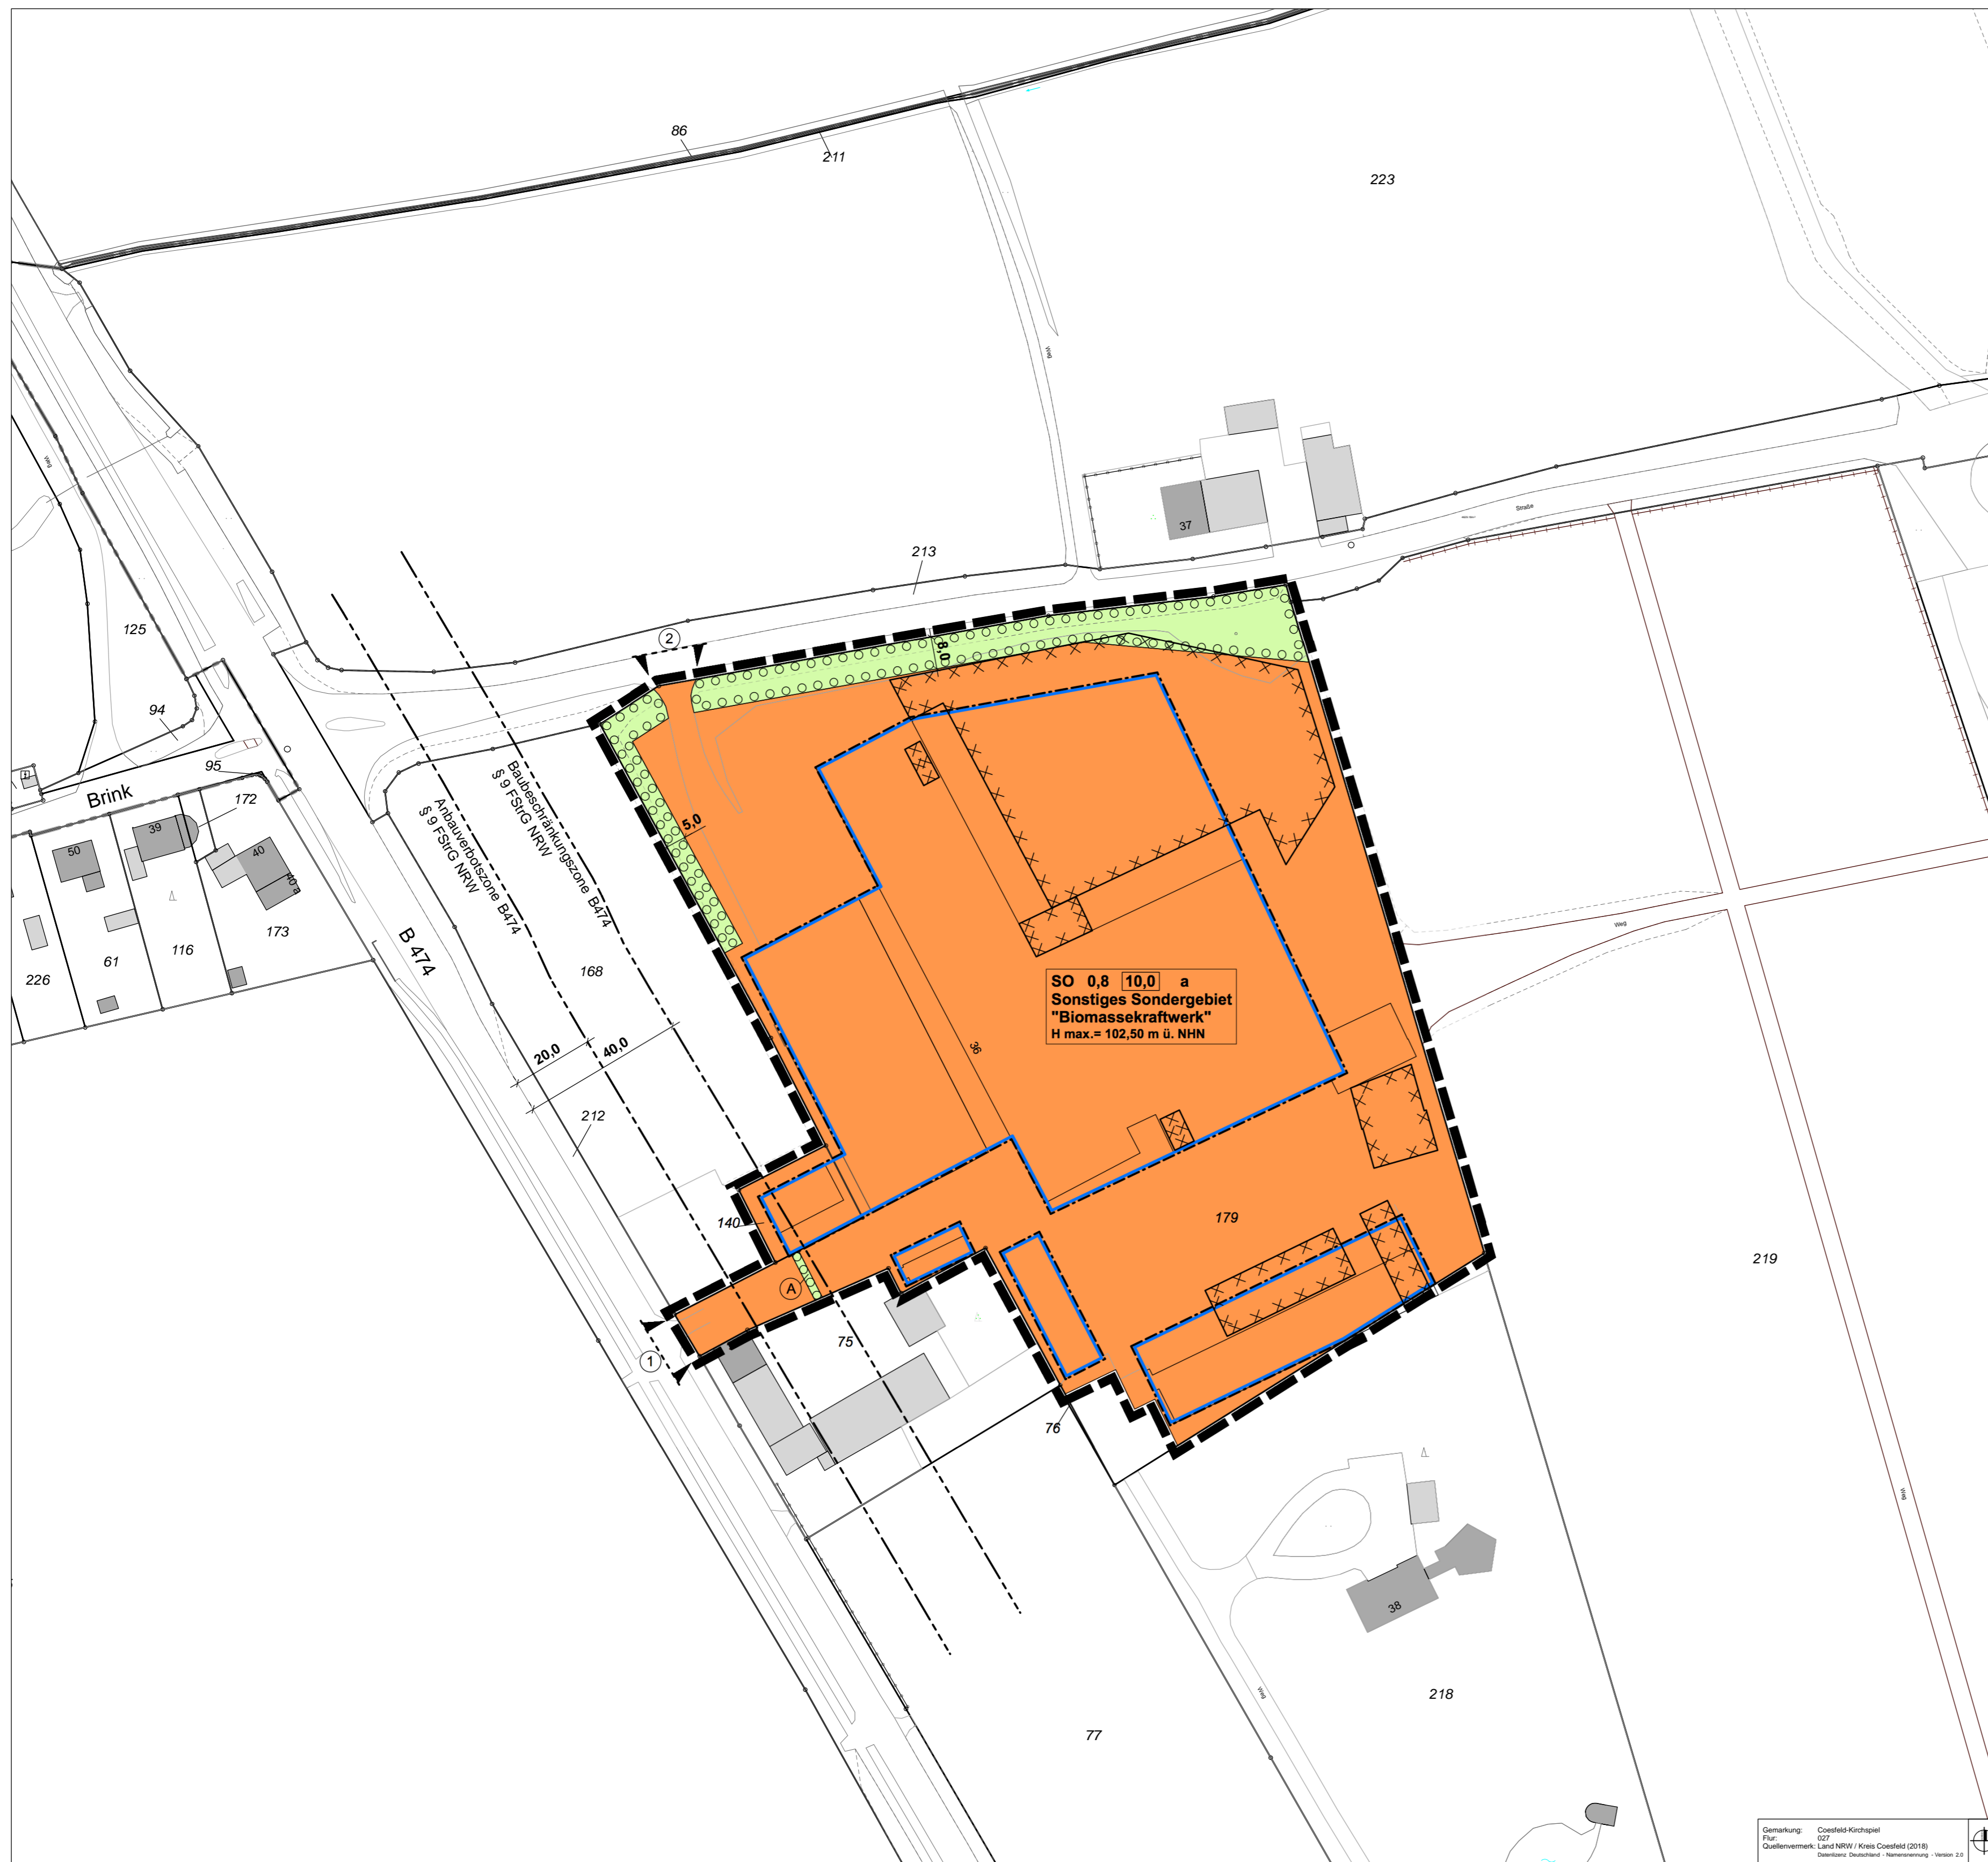 86
211
223
Weg
37
Straße
213
Weg
125
2
8,0
94
95
Brink
172
39
50
40
40 a
Baubeschränkungszone B474
§ 9 FStrG NRW
Anbauverbotszone B474
§ 9 FStrG NRW
5,0
B 474
173
116
61
226
168
Weg
SO 0,8 10,0 a
Sonstiges Sondergebiet
"Biomassekraftwerk"
H max.= 102,50 m ü. NHN
36
20,0
40,0
212
140
179
219
A
1
75
76
38
Weg
Weg
218
77
Gemarkung: Coesfeld-Kirchspiel
Flur: 027
Quellenvermerk: Land NRW / Kreis Coesfeld (2018)
Datenlizenz Deutschland - Namensnennung - Version 2.0